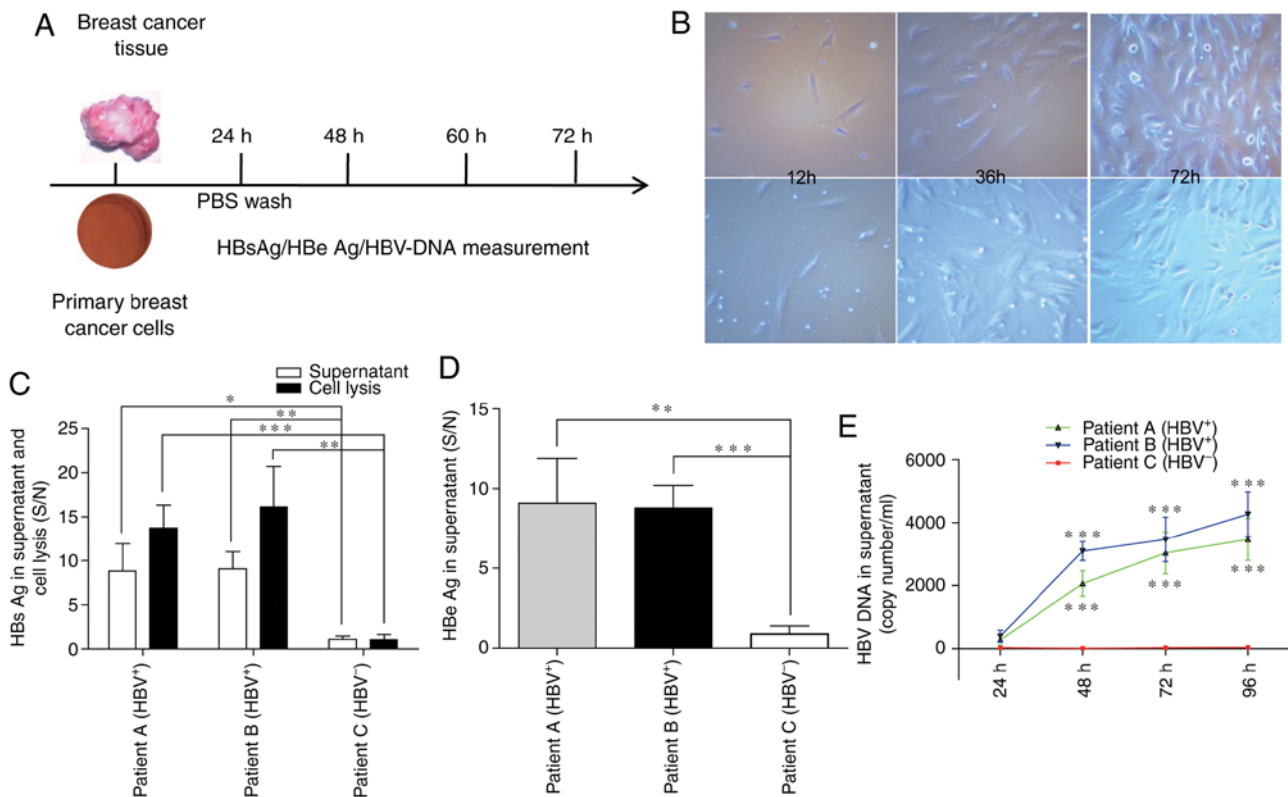 A
Breast cancer
tissue
24 h
48 h
60 h
72 h
PBS wash
HBsAg/HBe Ag/HBV-DNA measurement
Primary breast
cancer cells
B
12h
36h
72h
C
Supernatant
Cell lysis
HBs Ag in supernatant and
cell lysis (S/N)
25
20
15
10
5
0
*
**
***
**
Patient A (HBV⁺)
Patient B (HBV⁺)
Patient C (HBV⁻)
D
HBe Ag in supernatant (S/N)
15
10
5
0
**
***
Patient A (HBV⁺)
Patient B (HBV⁺)
Patient C (HBV⁻)
E
Patient A (HBV⁺)
Patient B (HBV⁺)
Patient C (HBV⁻)
HBV DNA in supernatant
(copy number/ml)
6000
4000
2000
0
***
***
***
***
***
***
24 h
48 h
72 h
96 h